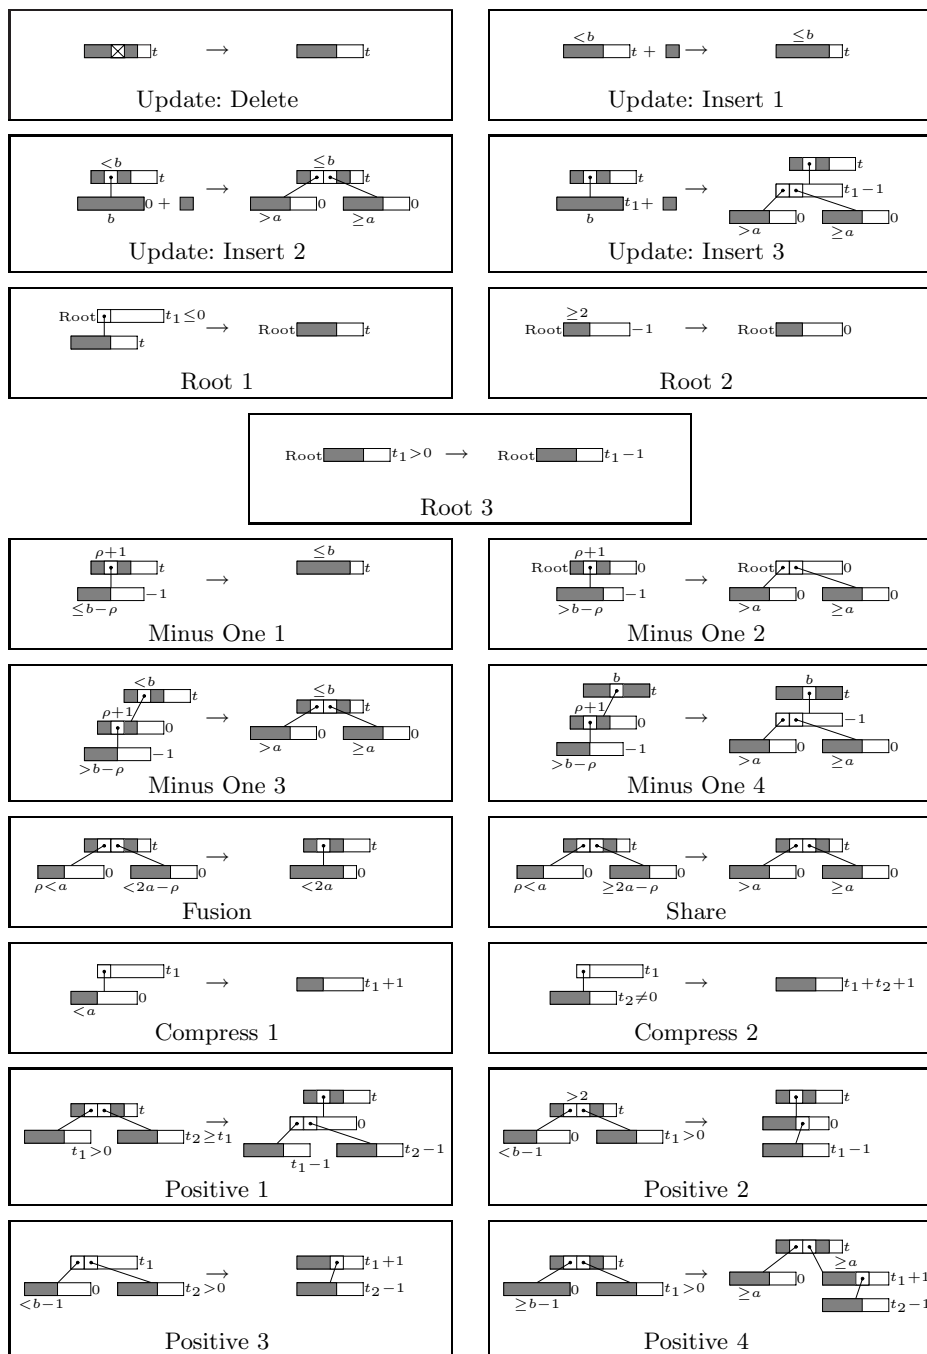 t → t
Update: Delete
<b t + → ≤b t
Update: Insert 1
<b t b 0 + → ≤b t >a 0 ≥a 0
Update: Insert 2
t b t₁+ → t t₁−1 >a 0 ≥a 0
Update: Insert 3
Root t₁≤0 t → Root t
Root 1
Root ≥2 −1 → Root 0
Root 2
Root t₁>0 → Root t₁−1
Root 3
ρ+1 t ≤b−ρ −1 → ≤b t
Minus One 1
Root ρ+1 0 >b−ρ −1 → Root 0 >a 0 ≥a 0
Minus One 2
<b t ρ+1 0 >b−ρ −1 → ≤b t >a 0 ≥a 0
Minus One 3
b t ρ+1 0 >b−ρ −1 → b t −1 >a 0 ≥a 0
Minus One 4
t ρ<a 0 <2a−ρ 0 → t <2a 0
Fusion
t ρ<a 0 ≥2a−ρ 0 → t >a 0 ≥a 0
Share
t₁ <a 0 → t₁+1
Compress 1
t₁ t₂≠0 → t₁+t₂+1
Compress 2
t t₁>0 t₂≥t₁ → t 0 t₁−1 t₂−1
Positive 1
>2 t <b−1 0 t₁>0 → t 0 t₁−1
Positive 2
t₁ <b−1 0 t₂>0 → t₁+1 t₂−1
Positive 3
t ≥b−1 0 t₁>0 → t ≥a 0 ≥a t₁+1 t₂−1
Positive 4